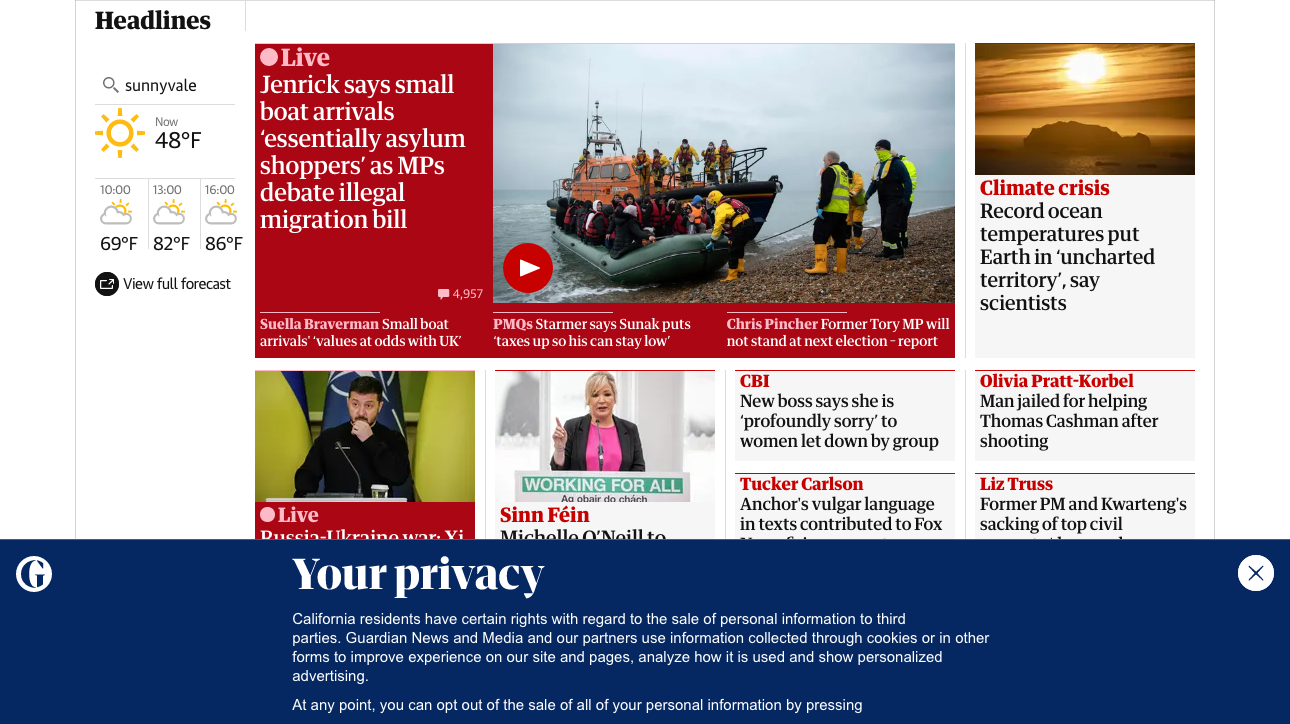 Headlines
sunnyvale
Now
48°F
10:00
13:00
16:00
69°F
82°F
86°F
View full forecast
Live
Jenrick says small
boat arrivals
‘essentially asylum
shoppers’ as MPs
debate illegal
migration bill
4,957
Suella Braverman Small boat
arrivals' ‘values at odds with UK’
PMQs Starmer says Sunak puts
‘taxes up so his can stay low’
Chris Pincher Former Tory MP will
not stand at next election – report
Climate crisis
Record ocean
temperatures put
Earth in ‘uncharted
territory’, say
scientists
Live
Russia-Ukraine war: Xi
WORKING FOR ALL
Ag obair do chách
Sinn Féin
Michelle O’Neill to
CBI
New boss says she is
‘profoundly sorry’ to
women let down by group
Tucker Carlson
Anchor's vulgar language
in texts contributed to Fox
Olivia Pratt-Korbel
Man jailed for helping
Thomas Cashman after
shooting
Liz Truss
Former PM and Kwarteng's
sacking of top civil
G
Your privacy
California residents have certain rights with regard to the sale of personal information to third
parties. Guardian News and Media and our partners use information collected through cookies or in other
forms to improve experience on our site and pages, analyze how it is used and show personalized
advertising.
At any point, you can opt out of the sale of all of your personal information by pressing